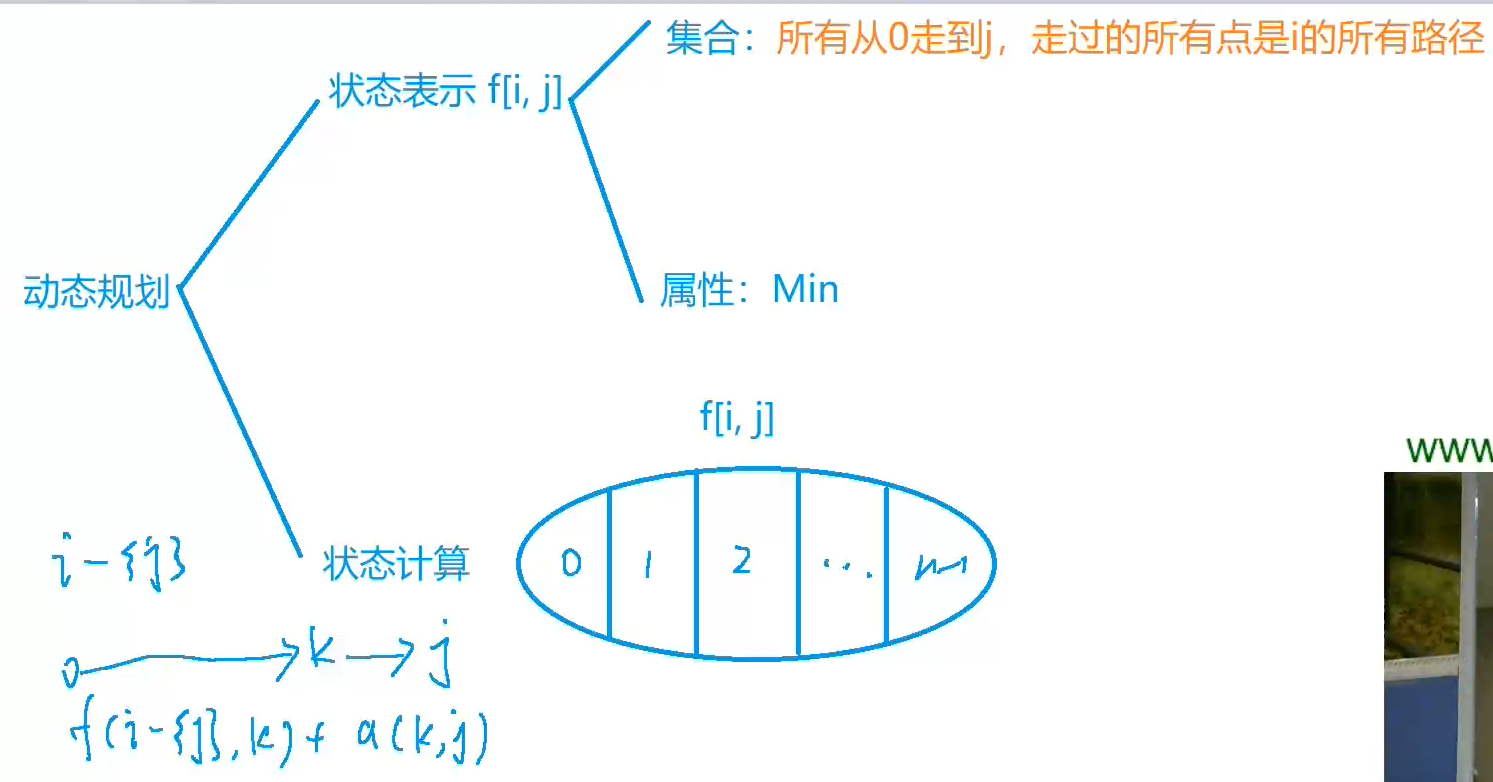 集合：所有从0走到j，走过的所有点是i的所有路径
状态表示 f[i, j]
动态规划
属性：Min
f[i, j]
www
i-{j}
状态计算
0 1 2 ... n-1
0 → k → j
f(i-{j}, k) + a(k,j)